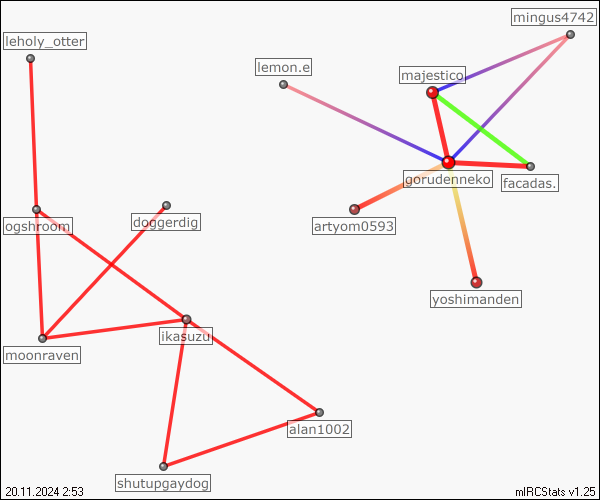 mingus4742
leholy_otter
lemon.e
majestico
gorudenneko
facadas.
ogshroom
doggerdig
artyom0593
yoshimanden
moonraven
ikasuzu
alan1002
shutupgaydog
20.11.2024 2:53
mIRCStats v1.25